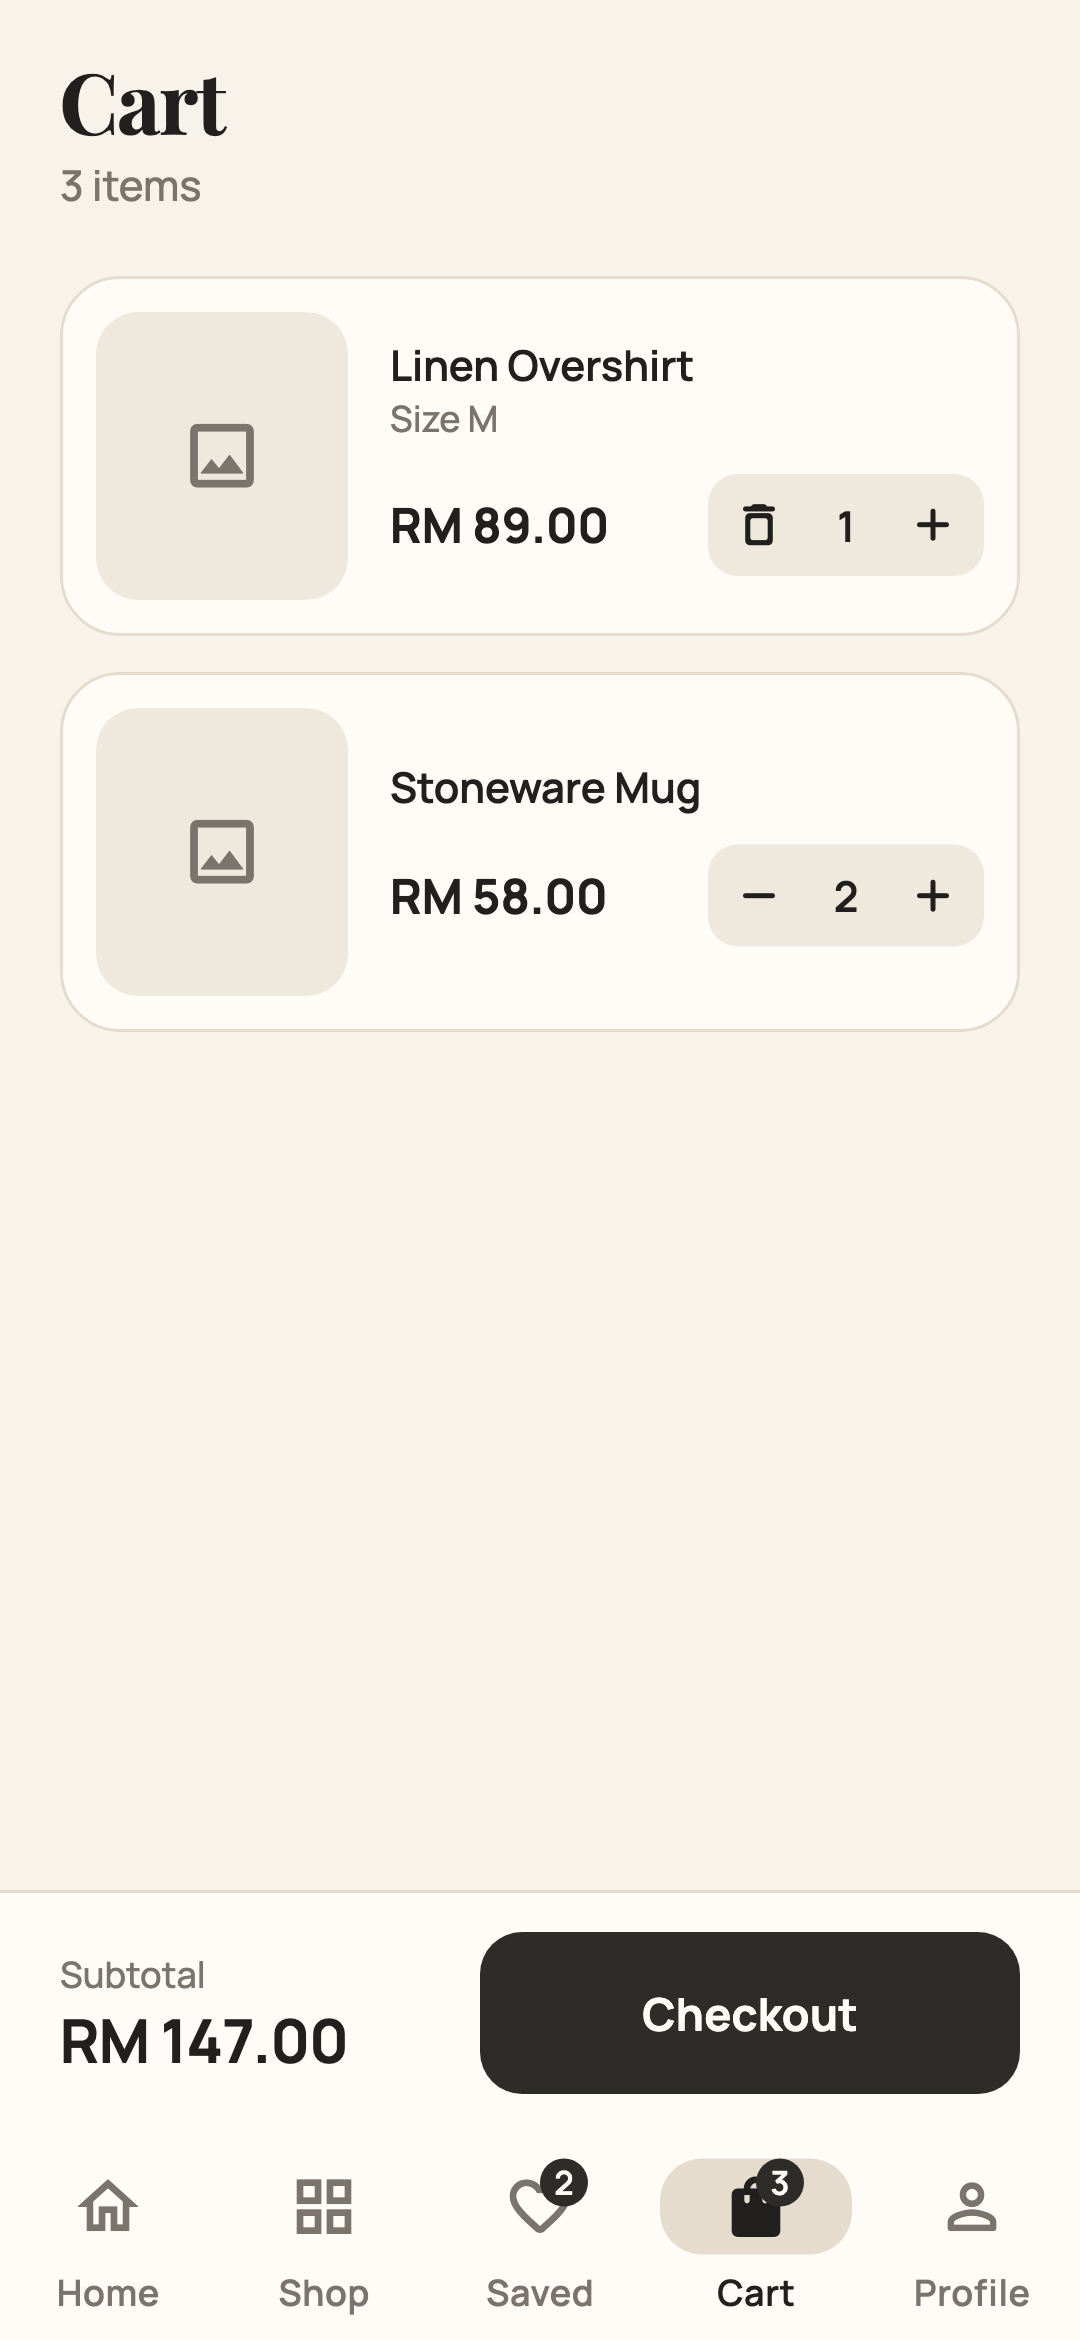 Cart
3 items
Linen Overshirt
Size M
RM 89.00
1
Stoneware Mug
RM 58.00
2
Subtotal
RM 147.00
Checkout
2
3
Home
Shop
Saved
Cart
Profile